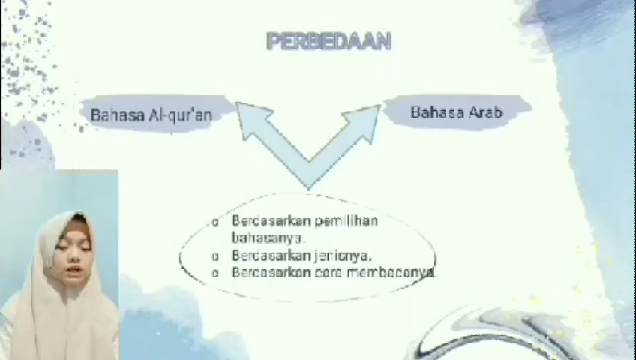 PERBEDAAN
Bahasa Al-qur'an
Bahasa Arab
o Berdasarkan pemilihan
bahasanya.
o Berdasarkan jenisnya.
o Berdasarkan cara membacanya.